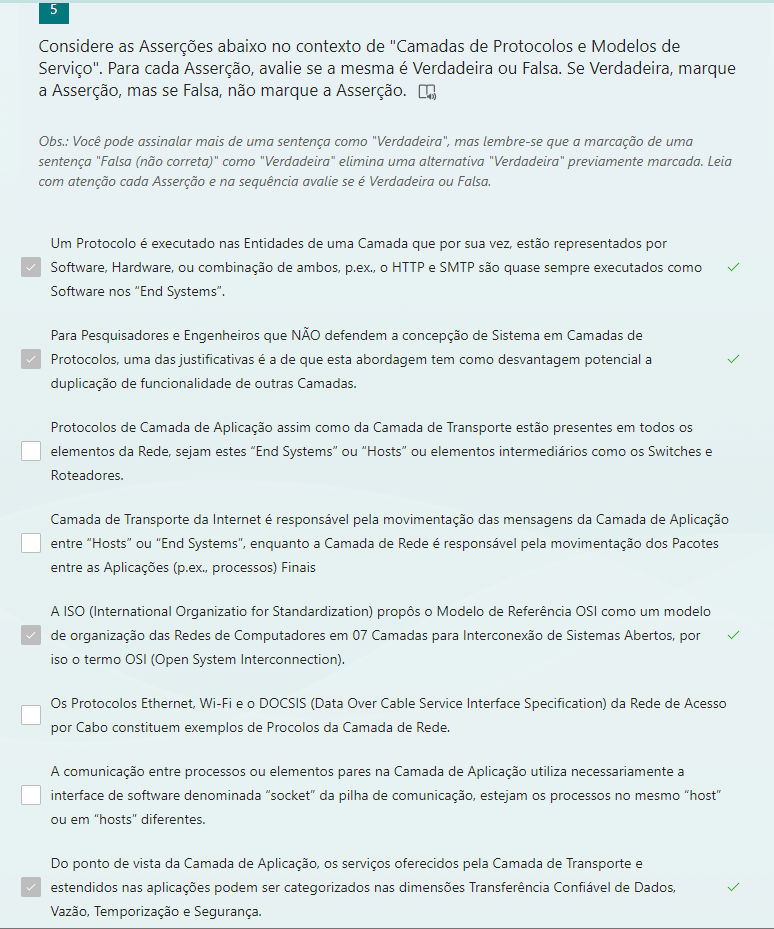 5
Considere as Asserções abaixo no contexto de "Camadas de Protocolos e Modelos de
Serviço". Para cada Asserção, avalie se a mesma é Verdadeira ou Falsa. Se Verdadeira, marque
a Asserção, mas se Falsa, não marque a Asserção.
Obs.: Você pode assinalar mais de uma sentença como "Verdadeira", mas lembre-se que a marcação de uma
sentença "Falsa (não correta)" como "Verdadeira" elimina uma alternativa "Verdadeira" previamente marcada. Leia
com atenção cada Asserção e na sequência avalie se é Verdadeira ou Falsa.
Um Protocolo é executado nas Entidades de uma Camada que por sua vez, estão representados por
Software, Hardware, ou combinação de ambos, p.ex., o HTTP e SMTP são quase sempre executados como
Software nos “End Systems”.
Para Pesquisadores e Engenheiros que NÃO defendem a concepção de Sistema em Camadas de
Protocolos, uma das justificativas é a de que esta abordagem tem como desvantagem potencial a
duplicação de funcionalidade de outras Camadas.
Protocolos de Camada de Aplicação assim como da Camada de Transporte estão presentes em todos os
elementos da Rede, sejam estes “End Systems” ou “Hosts” ou elementos intermediários como os Switches e
Roteadores.
Camada de Transporte da Internet é responsável pela movimentação das mensagens da Camada de Aplicação
entre “Hosts” ou “End Systems”, enquanto a Camada de Rede é responsável pela movimentação dos Pacotes
entre as Aplicações (p.ex., processos) Finais
A ISO (International Organizatio for Standardization) propôs o Modelo de Referência OSI como um modelo
de organização das Redes de Computadores em 07 Camadas para Interconexão de Sistemas Abertos, por
iso o termo OSI (Open System Interconnection).
Os Protocolos Ethernet, Wi-Fi e o DOCSIS (Data Over Cable Service Interface Specification) da Rede de Acesso
por Cabo constituem exemplos de Procolos da Camada de Rede.
A comunicação entre processos ou elementos pares na Camada de Aplicação utiliza necessariamente a
interface de software denominada “socket” da pilha de comunicação, estejam os processos no mesmo “host”
ou em “hosts” diferentes.
Do ponto de vista da Camada de Aplicação, os serviços oferecidos pela Camada de Transporte e
estendidos nas aplicações podem ser categorizados nas dimensões Transferência Confiável de Dados,
Vazão, Temporização e Segurança.